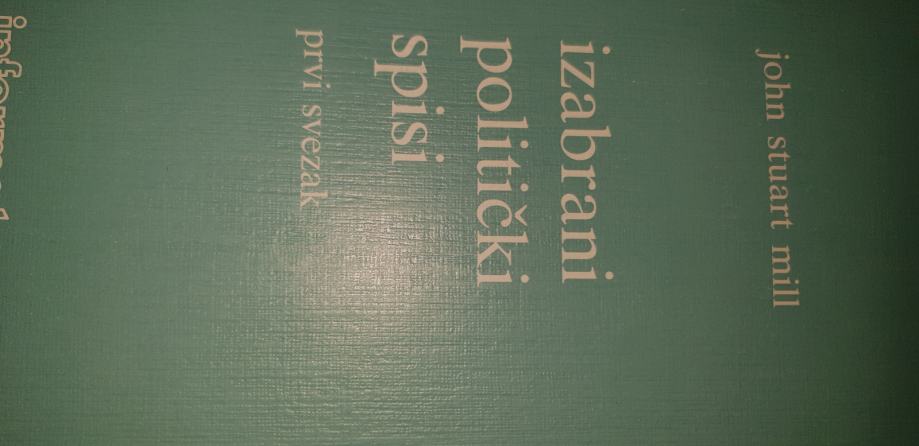 john stuart mill
izabrani
politički
spisi
prvi svezak